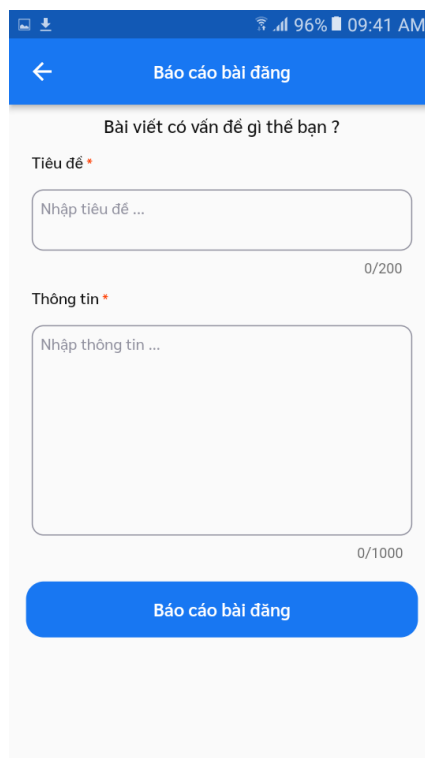 96% 09:41 AM
Báo cáo bài đăng
Bài viết có vấn đề gì thế bạn ?
Tiêu đề *
Nhập tiêu đề ...
0/200
Thông tin *
Nhập thông tin ...
0/1000
Báo cáo bài đăng